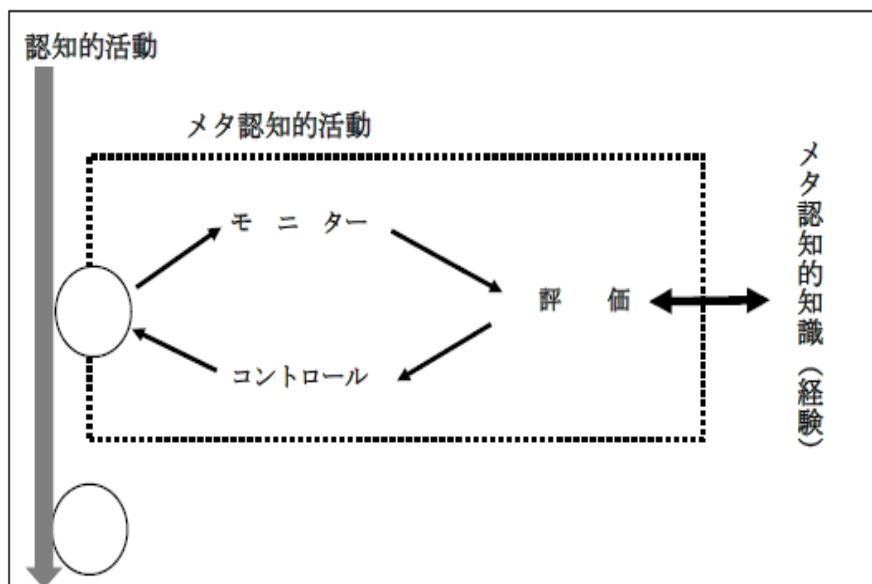 認知的活動
メタ認知的活動
モニター
評価
コントロール
メタ認知的知識（経験）